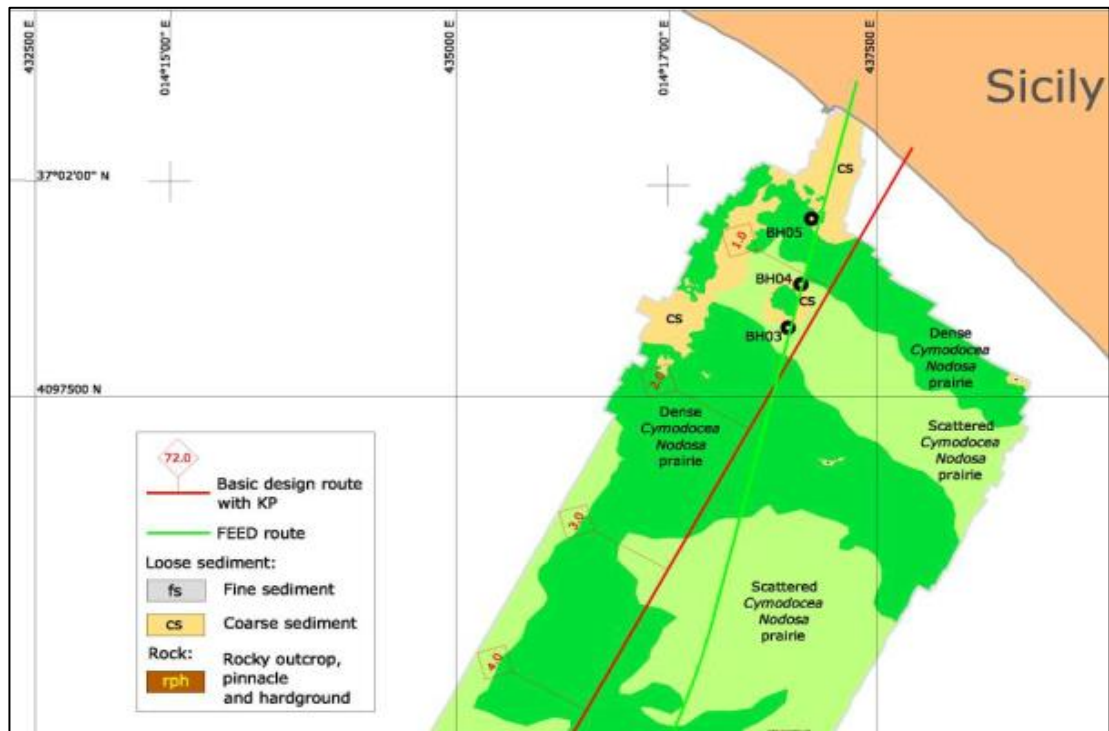 432500 E
014°15'00" E
435000 E
014°17'00" E
437500 E
Sicily
37°02'00" N
cs
BH05
1.0
BH04
cs
cs
BH03
Dense
Cymodocea
Nodosa
prairie
2.0
4097500 N
Dense
Cymodocea
Nodosa
prairie
Scattered
Cymodocea
Nodosa
prairie
72.0
Basic design route
with KP
FEED route
Loose sediment:
fs Fine sediment
cs Coarse sediment
Rock:
rph
Rocky outcrop,
pinnacle
and hardground
3.0
Scattered
Cymodocea
Nodosa
prairie
4.0